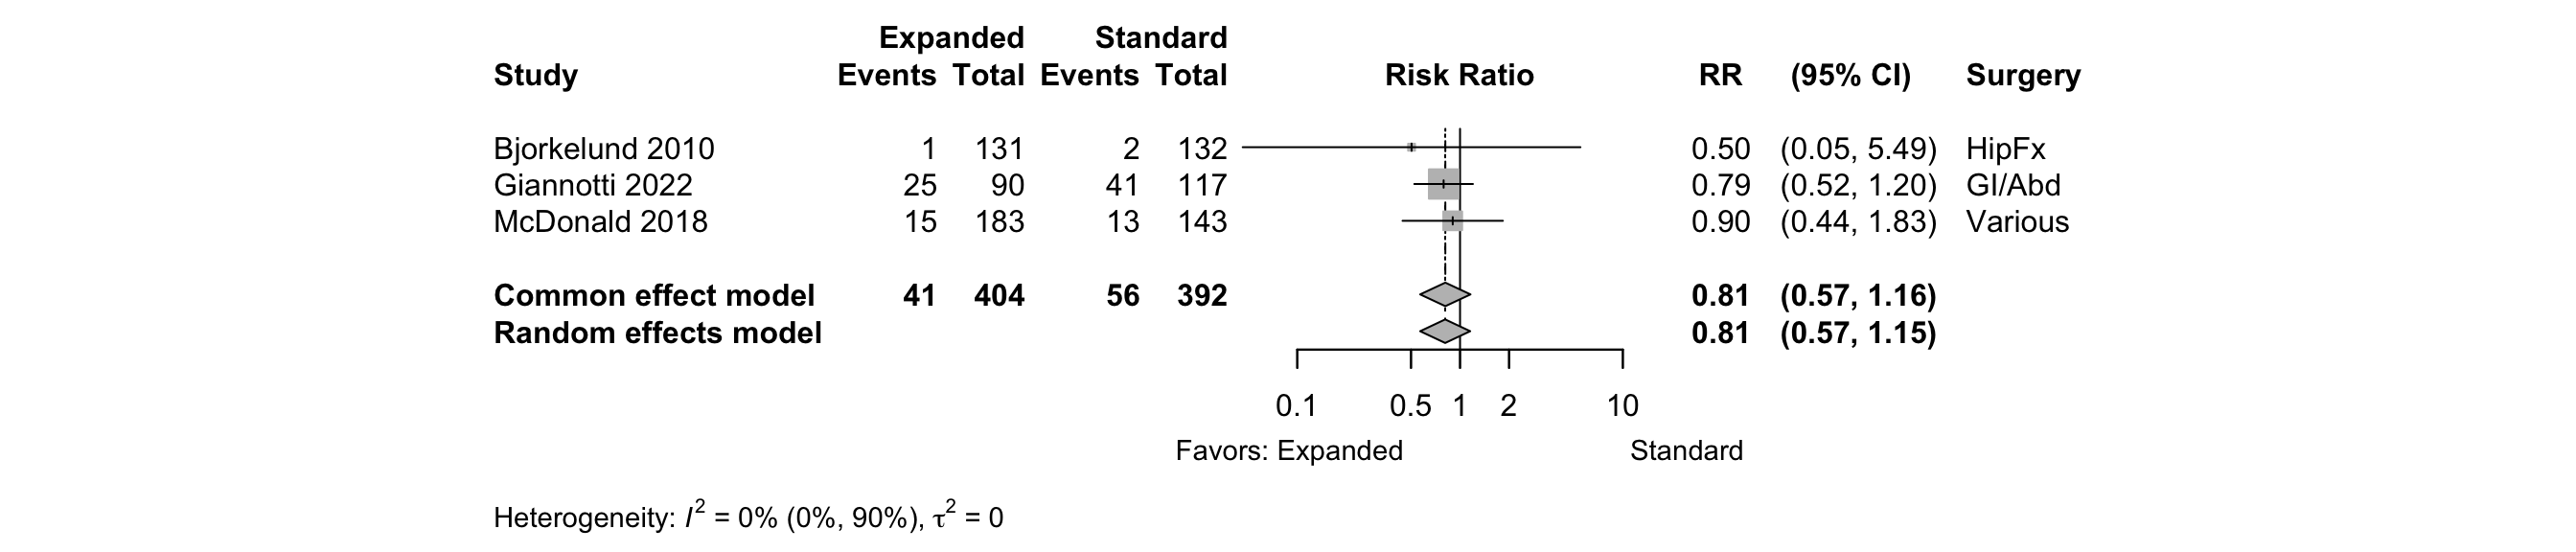 Expanded Standard
Study Events Total Events Total Risk Ratio RR (95% CI) Surgery
Bjorkelund 2010 1 131 2 132 0.50 (0.05, 5.49) HipFx
Giannotti 2022 25 90 41 117 0.79 (0.52, 1.20) GI/Abd
McDonald 2018 15 183 13 143 0.90 (0.44, 1.83) Various
Common effect model 41 404 56 392 0.81 (0.57, 1.16)
Random effects model 0.81 (0.57, 1.15)
0.1 0.5 1 2 10
Favors: Expanded Standard
Heterogeneity: I² = 0% (0%, 90%), τ² = 0